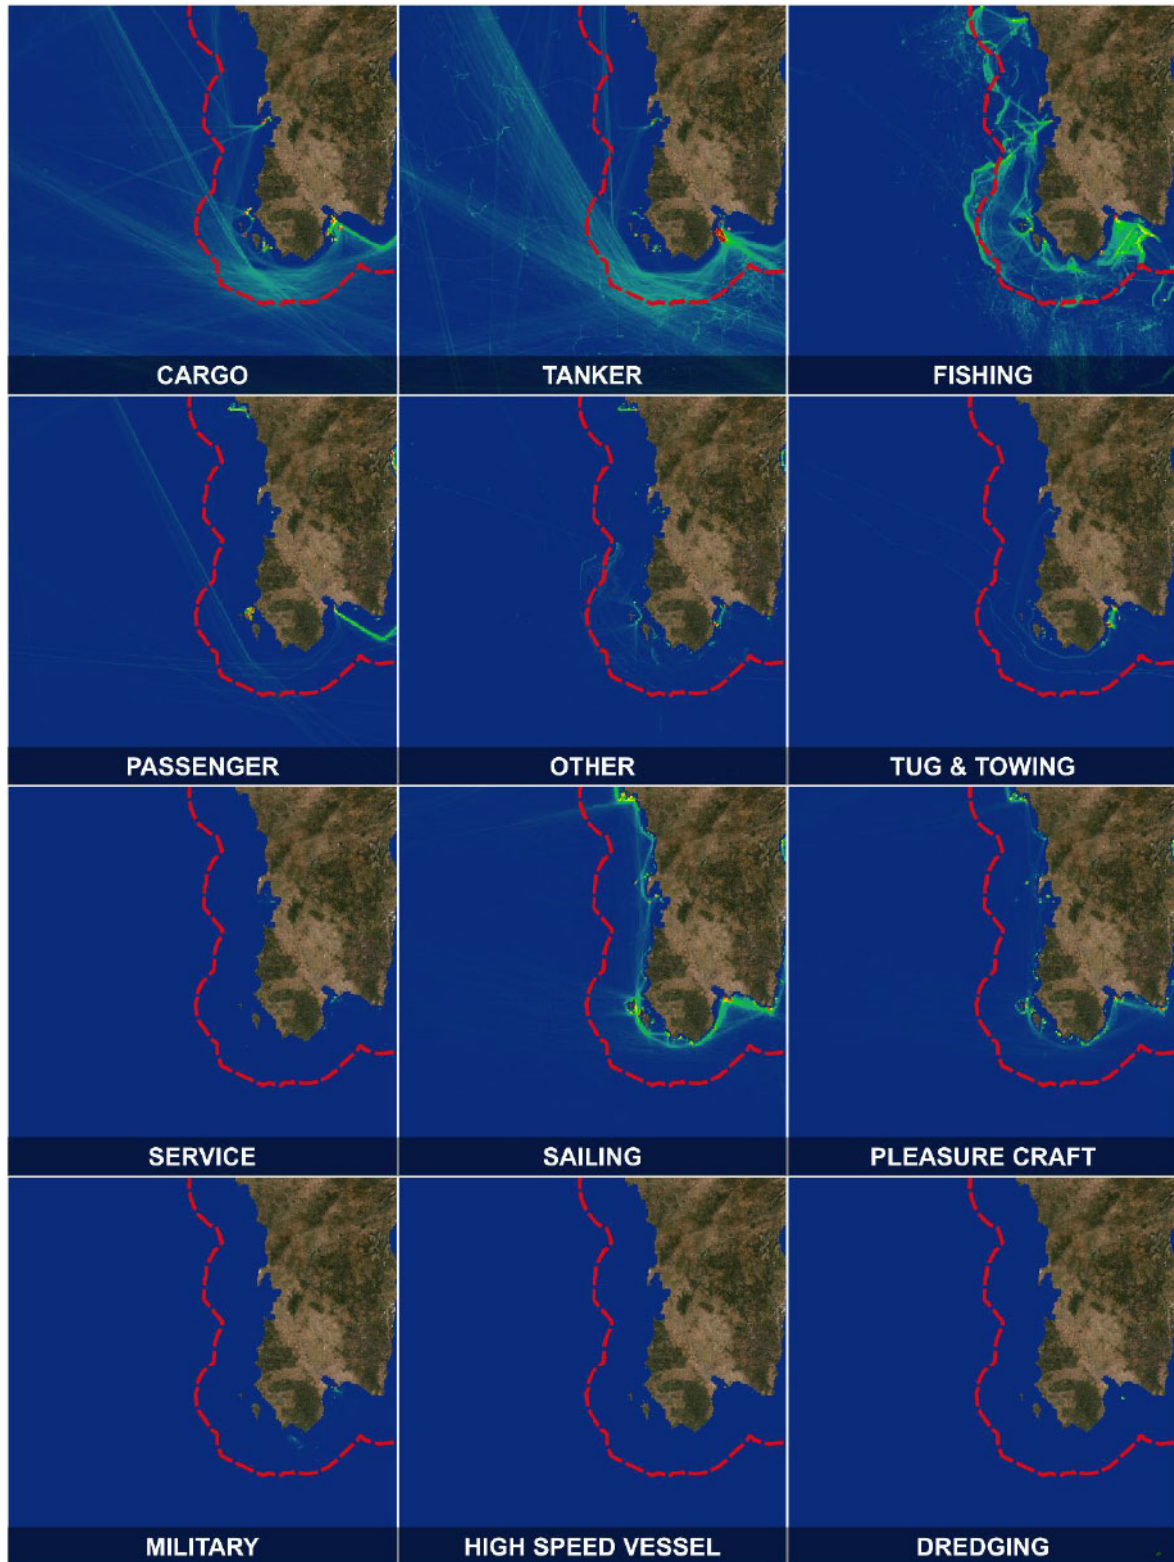 CARGO
TANKER
FISHING
PASSENGER
OTHER
TUG & TOWING
SERVICE
SAILING
PLEASURE CRAFT
MILITARY
HIGH SPEED VESSEL
DREDGING